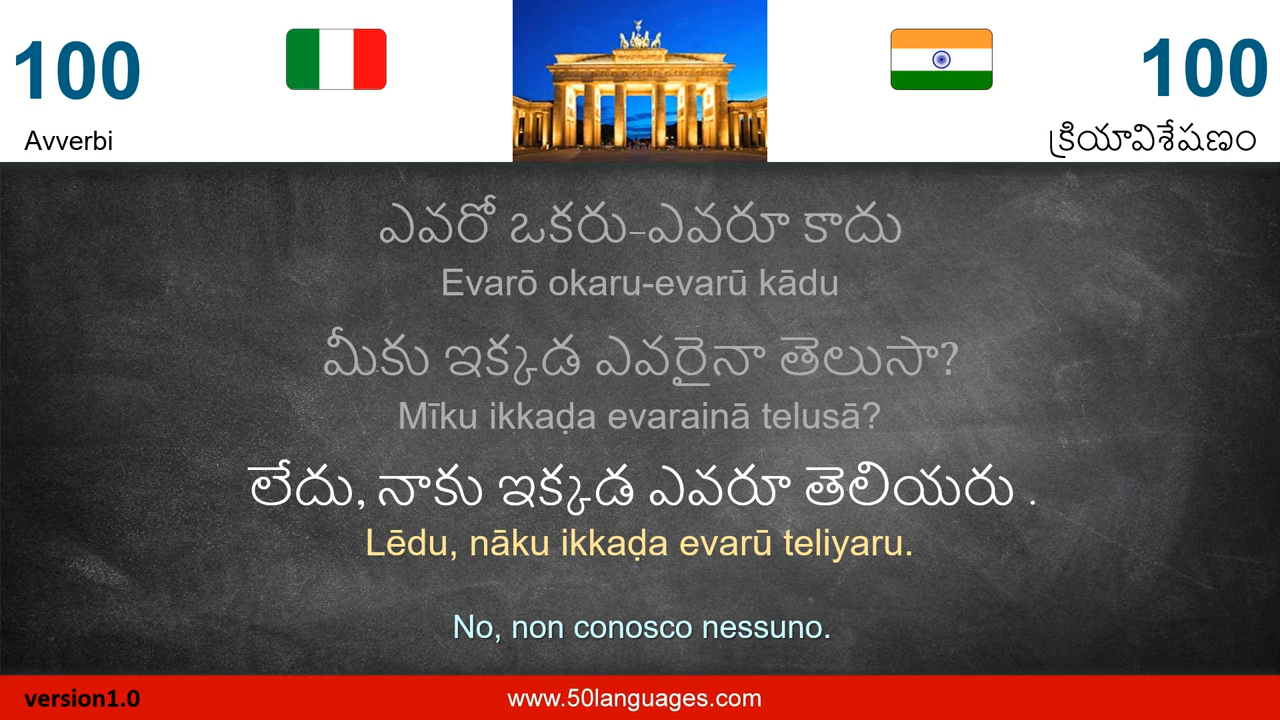 100
100
Avverbi
క్రియావిశేషణం
ఎవరో ఒకరు-ఎవరూ కాదు
Evarō okaru-evarū kādu
మీకు ఇక్కడ ఎవరైనా తెలుసా?
Mīku ikkaḍa evarainā telusā?
లేదు, నాకు ఇక్కడ ఎవరూ తెలియరు .
Lēdu, nāku ikkaḍa evarū teliyaru.
No, non conosco nessuno.
version1.0
www.50languages.com